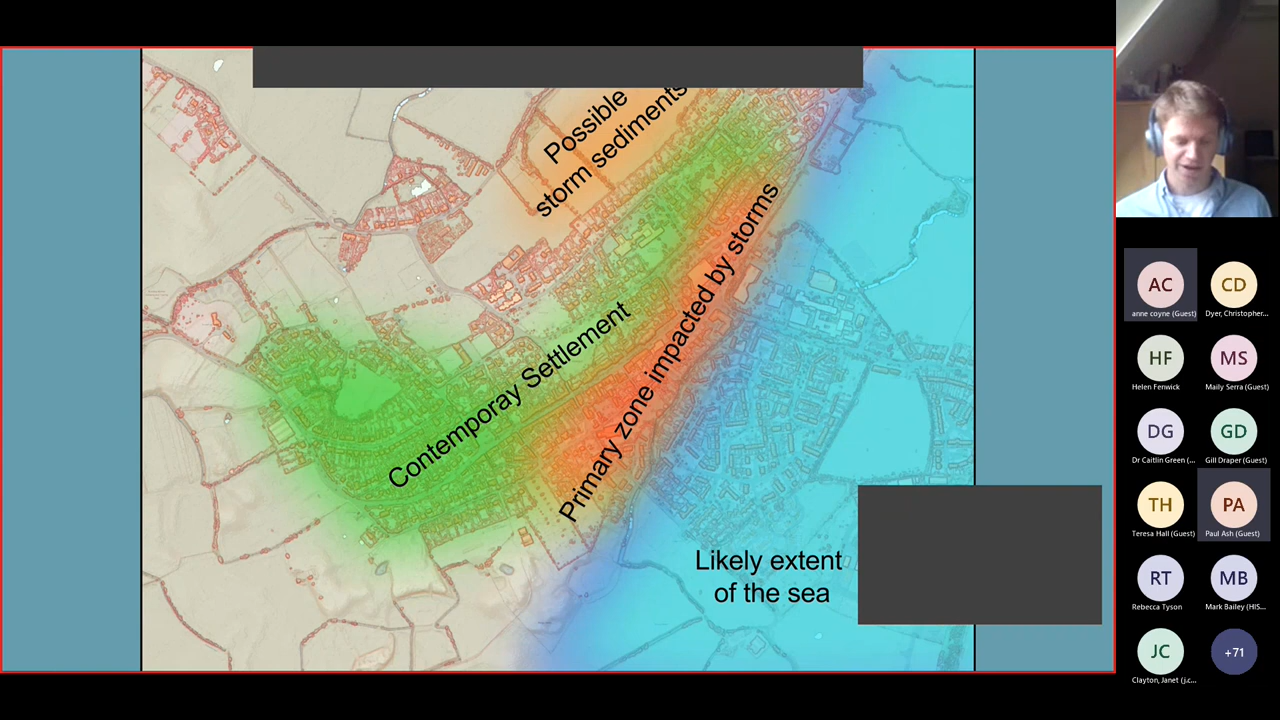 Possible
storm sediments
Contemporay Settlement
Primary zone impacted by storms
Likely extent
of the sea
AC
anne coyne (Guest)
CD
Dyer, Christopher...
HF
Helen Fenwick
MS
Maily Serra (Guest)
DG
Dr Caitlin Green (...
GD
Gill Draper (Guest)
TH
Teresa Hall (Guest)
PA
Paul Ash (Guest)
RT
Rebecca Tyson
MB
Mark Bailey (HIS...
JC
Clayton, Janet (j.c...
+71